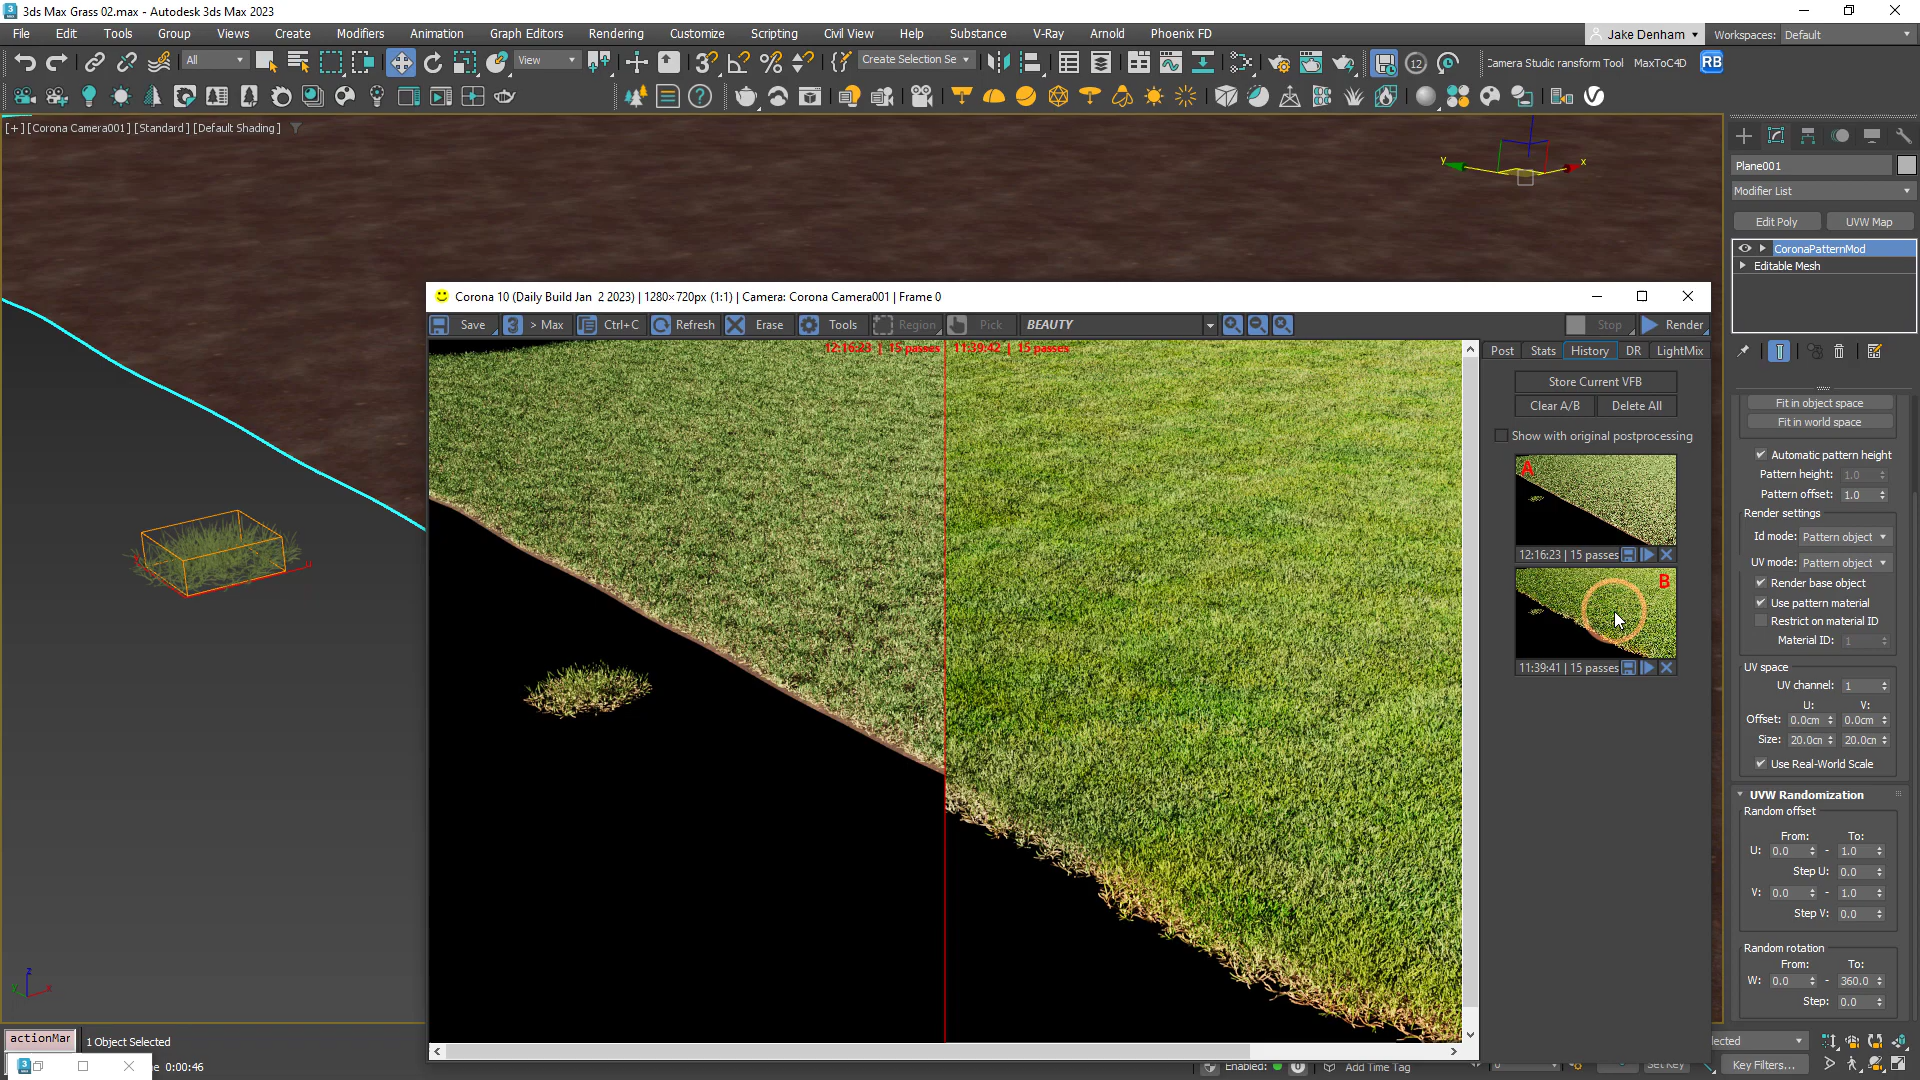 3ds Max Grass 02.max - Autodesk 3ds Max 2023
File Edit Tools Group Views Create Modifiers Animation Graph Editors Rendering Customize Scripting Civil View Substance V-Ray Arnold Phoenix FD Help
Jake Denham Workspaces: Default
All View Create Selection Se Camera Studio ransform Tool MaxToC4D RB
[+] [Corona Camera001] [Standard] [Default Shading]
y x
Plane001
Modifier List
Edit Poly UVW Map
CoronaPatternMod
Editable Mesh
Corona 10 (Daily Build Jan 2 2023) | 1280×720px (1:1) | Camera: Corona Camera001 | Frame 0
Save > Max Ctrl+C Refresh Erase Tools Region Pick BEAUTY Stop Render
12:16:23 | 15 passes 11:39:42 | 15 passes
Post Stats History DR LightMix
Store Current VFB
Clear A/B Delete All
Show with original postprocessing
A
12:16:23 | 15 passes
B
11:39:41 | 15 passes
Fit in object space
Fit in world space
Automatic pattern height
Pattern height: 1.0
Pattern offset: 1.0
Render settings
Id mode: Pattern object
UV mode: Pattern object
Render base object
Use pattern material
Restrict on material ID
Material ID: 1
UV space
UV channel: 1
U: V:
Offset: 0.0cm 0.0cm
Size: 20.0cm 20.0cm
Use Real-World Scale
UVW Randomization
Random offset
From: To:
U: 0.0 - 1.0
Step U: 0.0
V: 0.0 - 1.0
Step V: 0.0
Random rotation
From: To:
W: 0.0 - 360.0
Step: 0.0
z
x
actionMar 1 Object Selected
0:00:46
Enabled: Add Time Tag Set Key Key Filters...
lected